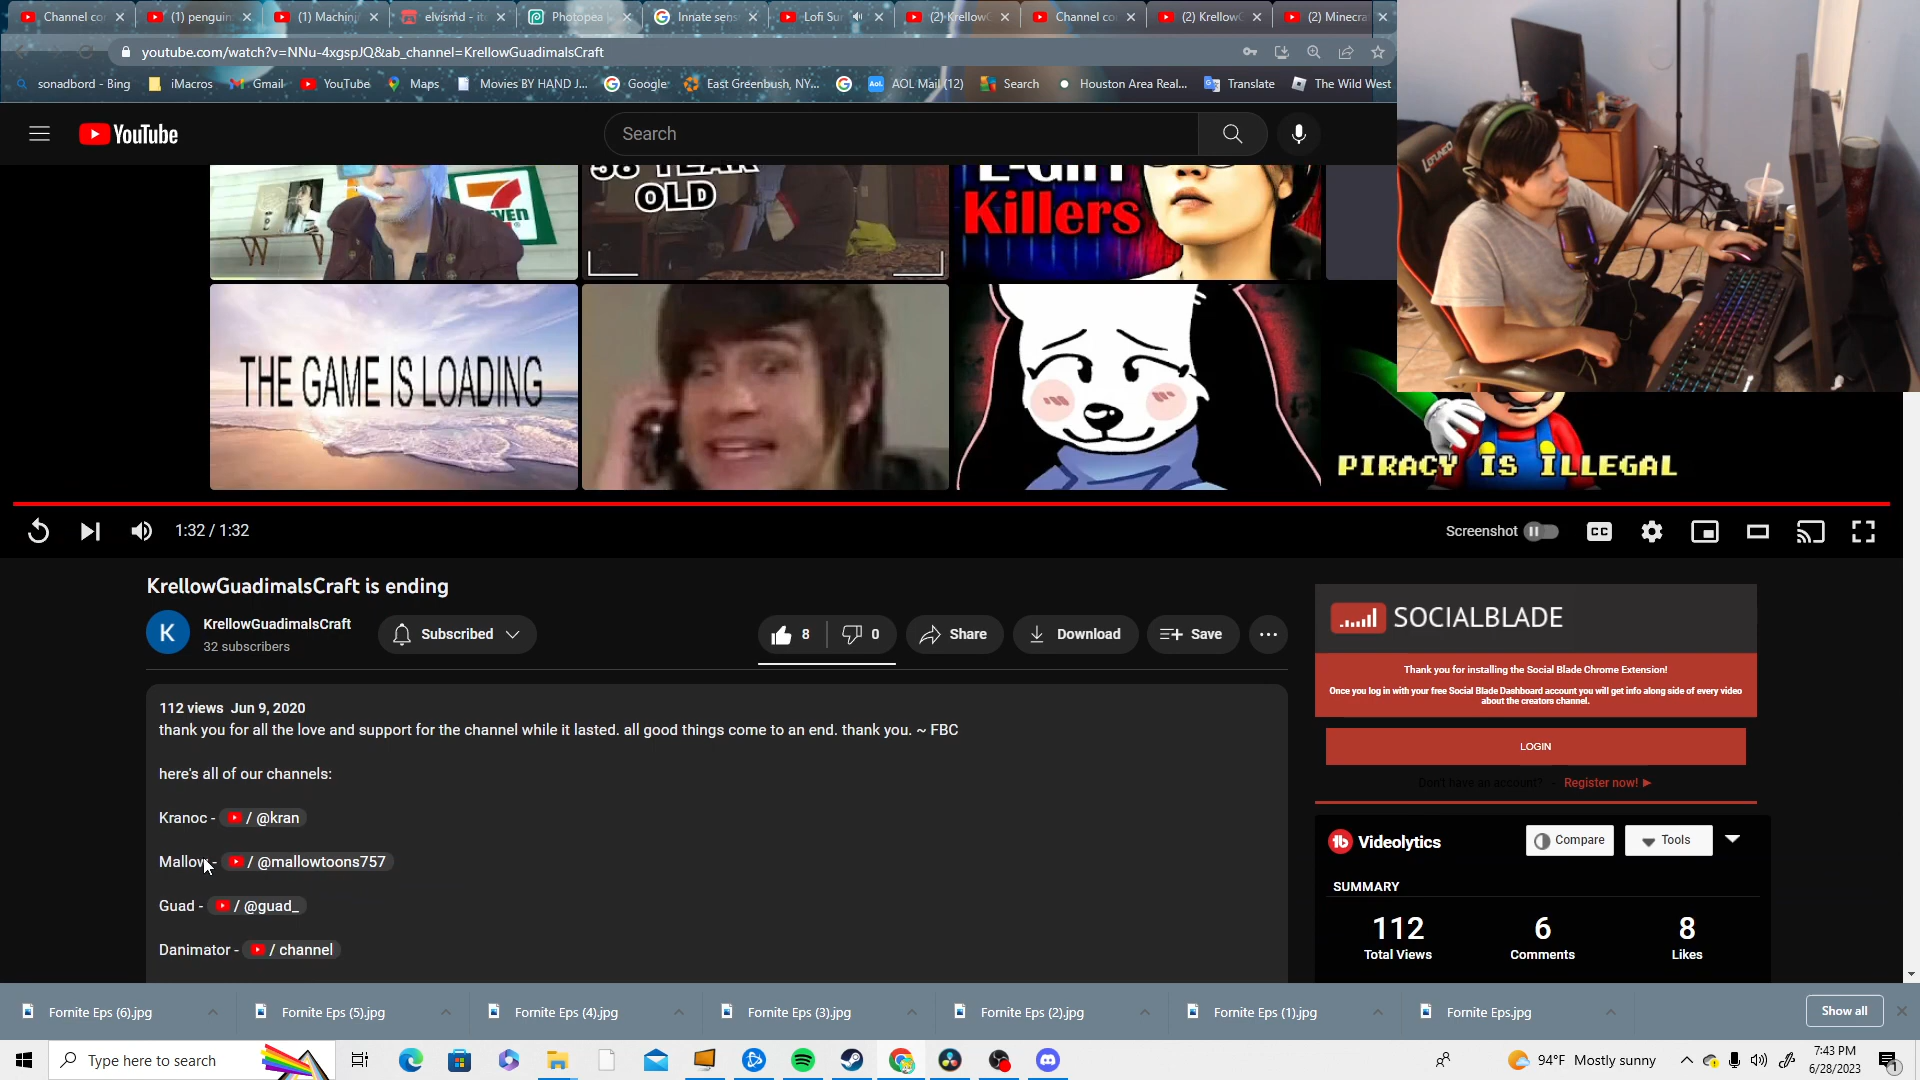 Channel co
(1) penguin
(1) Machini
elvismd - it
Photopea
Innate sens
Lofi Su
(2) Krellow
Channel co
(2) Krellow
(2) Minecra
youtube.com/watch?v=NNu-4xgspJQ&ab_channel=KrellowGuadimalsCraft
sonadbord - Bing
iMacros
Gmail
YouTube
Maps
Movies BY HAND J...
Google
East Greenbush, NY...
AOL Mail (12)
Search
Houston Area Real...
Translate
The Wild West
YouTube
Search
OLD
E-Girl
Killers
THE GAME IS LOADING
PIRACY IS ILLEGAL
1:32 / 1:32
Screenshot
CC
KrellowGuadimalsCraft is ending
K
KrellowGuadimalsCraft
32 subscribers
Subscribed
8
0
Share
Download
Save
112 views Jun 9, 2020
thank you for all the love and support for the channel while it lasted. all good things come to an end. thank you. ~ FBC
here's all of our channels:
Kranoc - / @kran
Mallow - / @mallowtoons757
Guad - / @guad_
Danimator - / channel
SOCIALBLADE
Thank you for installing the Social Blade Chrome Extension!
Once you log in with your free Social Blade Dashboard account you will get info along side of every video
about the creators channel.
LOGIN
Don't have an account? - Register now! ►
Videolytics
Compare
Tools
SUMMARY
112
6
8
Total Views
Comments
Likes
Fornite Eps (6).jpg
Fornite Eps (5).jpg
Fornite Eps (4).jpg
Fornite Eps (3).jpg
Fornite Eps (2).jpg
Fornite Eps (1).jpg
Fornite Eps.jpg
Show all
Type here to search
94°F Mostly sunny
7:43 PM
6/28/2023
1